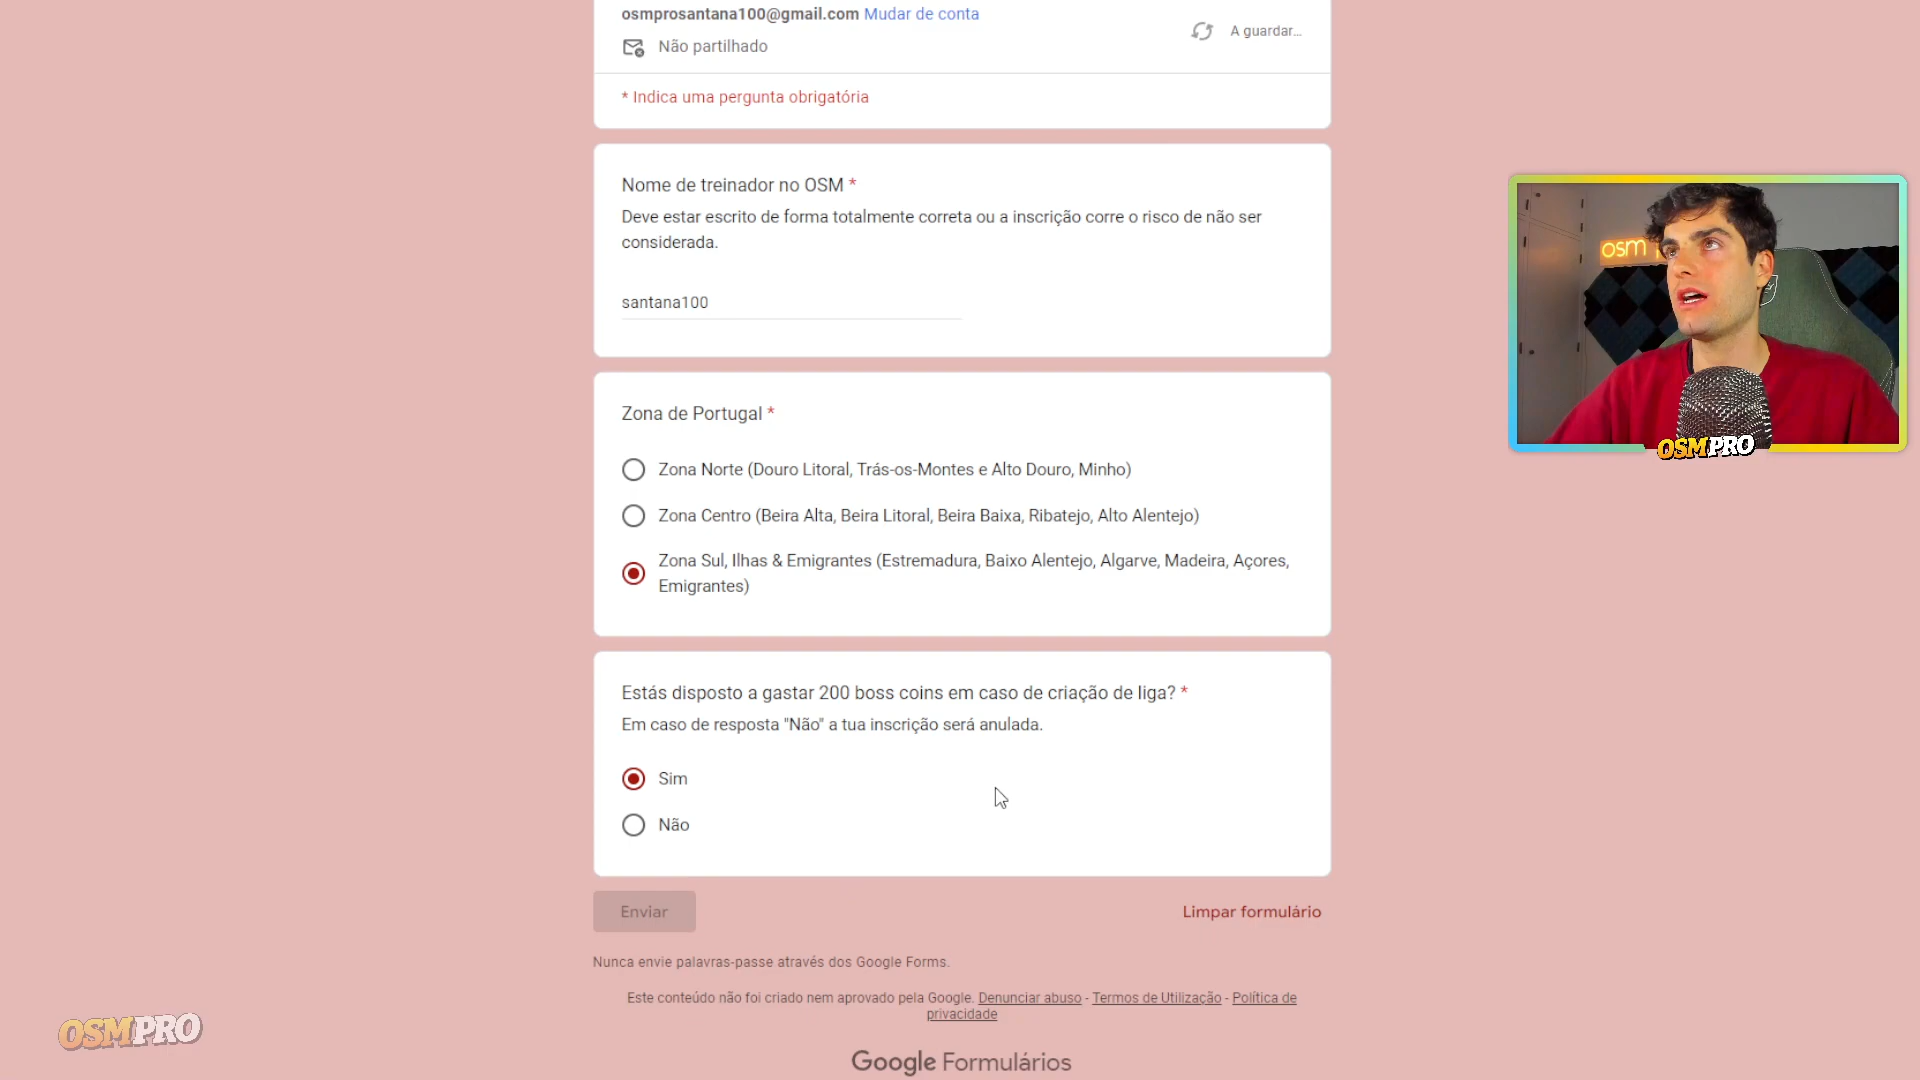 osmprosantana100@gmail.com Mudar de conta
A guardar...
Não partilhado
* Indica uma pergunta obrigatória
Nome de treinador no OSM *
Deve estar escrito de forma totalmente correta ou a inscrição corre o risco de não ser
considerada.
santana100
Zona de Portugal *
Zona Norte (Douro Litoral, Trás-os-Montes e Alto Douro, Minho)
Zona Centro (Beira Alta, Beira Litoral, Beira Baixa, Ribatejo, Alto Alentejo)
Zona Sul, Ilhas & Emigrantes (Estremadura, Baixo Alentejo, Algarve, Madeira, Açores,
Emigrantes)
Estás disposto a gastar 200 boss coins em caso de criação de liga? *
Em caso de resposta "Não" a tua inscrição será anulada.
Sim
Não
Enviar
Limpar formulário
Nunca envie palavras-passe através dos Google Forms.
Este conteúdo não foi criado nem aprovado pela Google. Denunciar abuso - Termos de Utilização - Política de
privacidade
Google Formulários
osm
OSMPRO
OSMPRO